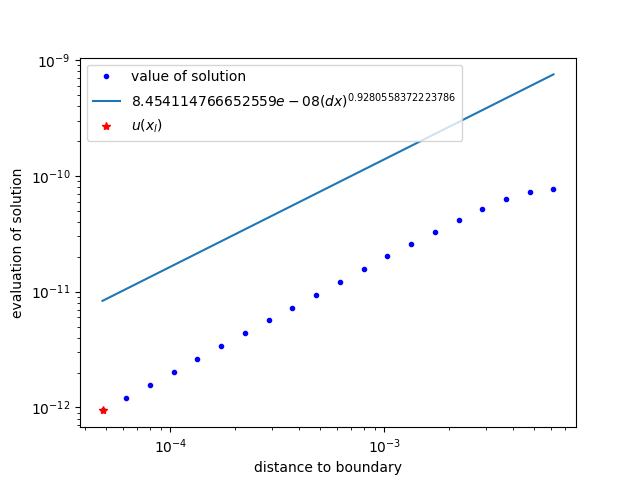 10⁻⁹
10⁻¹⁰
10⁻¹¹
10⁻¹²
evaluation of solution
value of solution
8.454114766652559e − 08(dx)^0.9280558372223786
u(x_l)
10⁻⁴
10⁻³
distance to boundary